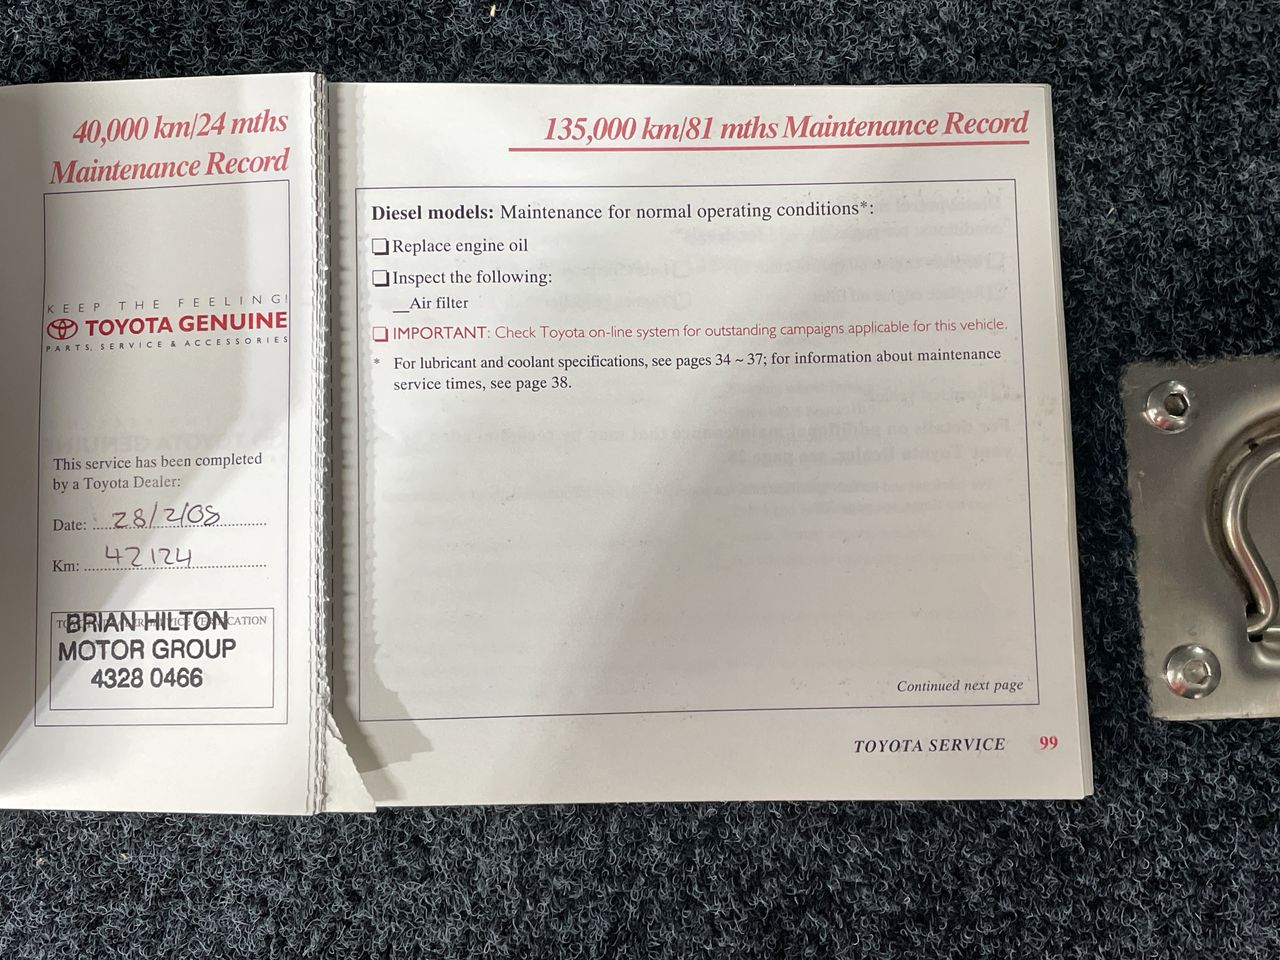 40,000 km/24 mths
Maintenance Record
KEEP THE FEELING!
TOYOTA GENUINE
PARTS, SERVICE & ACCESSORIES
This service has been completed
by a Toyota Dealer:
Date: 28/2/08
Km: 42124
BRIAN HILTON
MOTOR GROUP
4328 0466
135,000 km/81 mths Maintenance Record
Diesel models: Maintenance for normal operating conditions*:
❏ Replace engine oil
❏ Inspect the following:
__Air filter
❏ IMPORTANT: Check Toyota on-line system for outstanding campaigns applicable for this vehicle.
* For lubricant and coolant specifications, see pages 34 ~ 37; for information about maintenance
service times, see page 38.
Continued next page
TOYOTA SERVICE 99